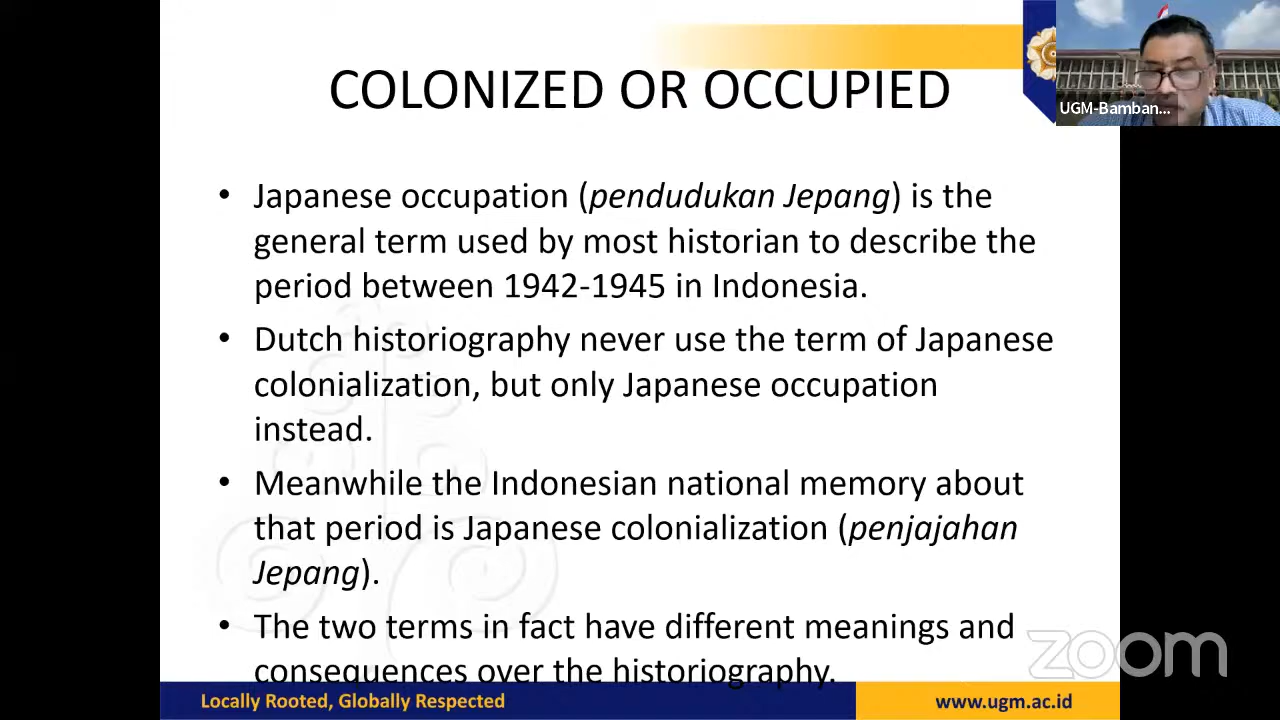 COLONIZED OR OCCUPIED
UGM-Bamban...
• Japanese occupation (pendudukan Jepang) is the
general term used by most historian to describe the
period between 1942-1945 in Indonesia.
• Dutch historiography never use the term of Japanese
colonialization, but only Japanese occupation
instead.
• Meanwhile the Indonesian national memory about
that period is Japanese colonialization (penjajahan
Jepang).
• The two terms in fact have different meanings and
consequences over the historiography.
zoom
Locally Rooted, Globally Respected
www.ugm.ac.id